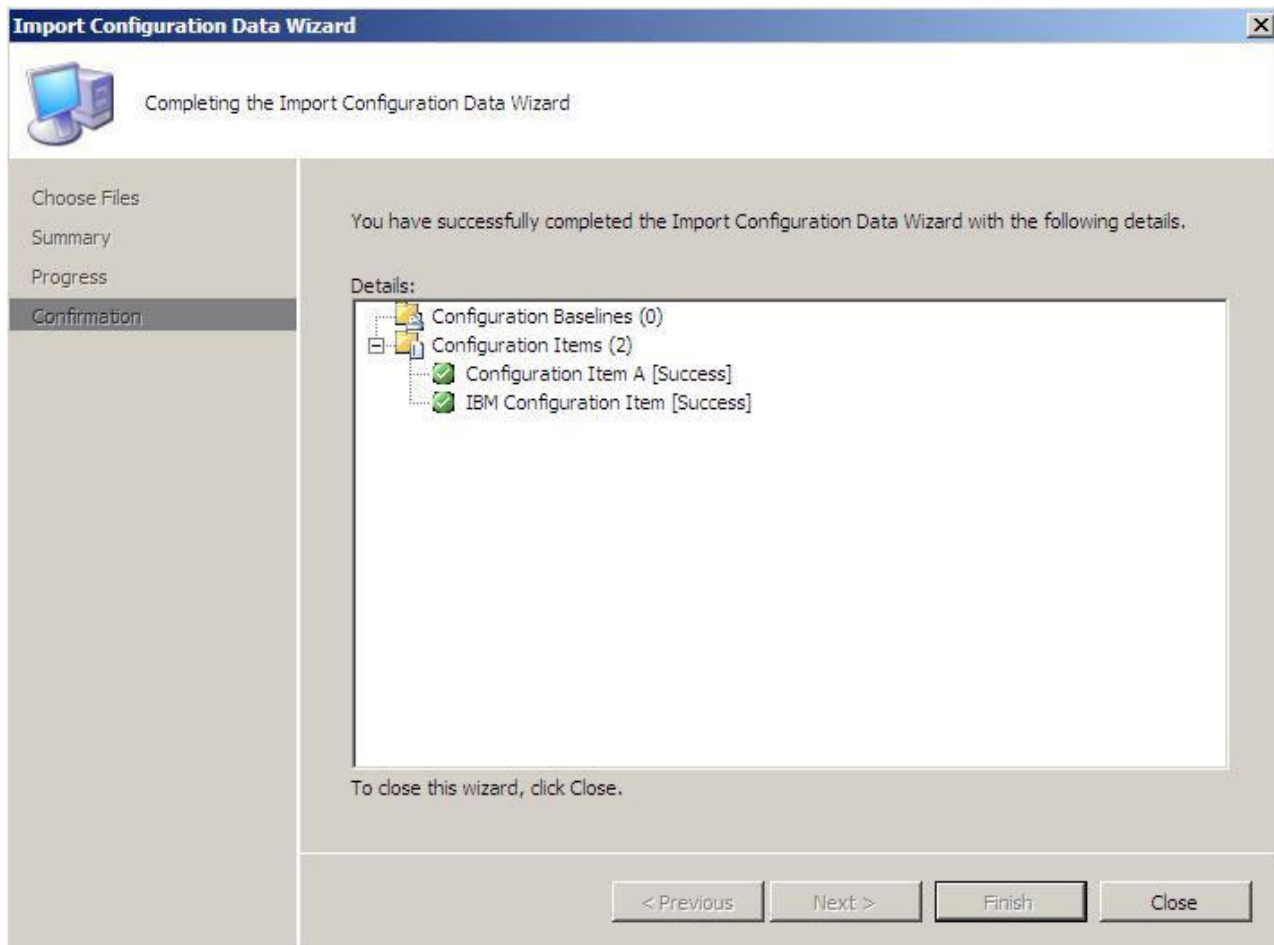 Import Configuration Data Wizard
Completing the Import Configuration Data Wizard
Choose Files
Summary
Progress
Confirmation
You have successfully completed the Import Configuration Data Wizard with the following details.
Details:
Configuration Baselines (0)
Configuration Items (2)
Configuration Item A [Success]
IBM Configuration Item [Success]
To close this wizard, click Close.
< Previous
Next >
Finish
Close